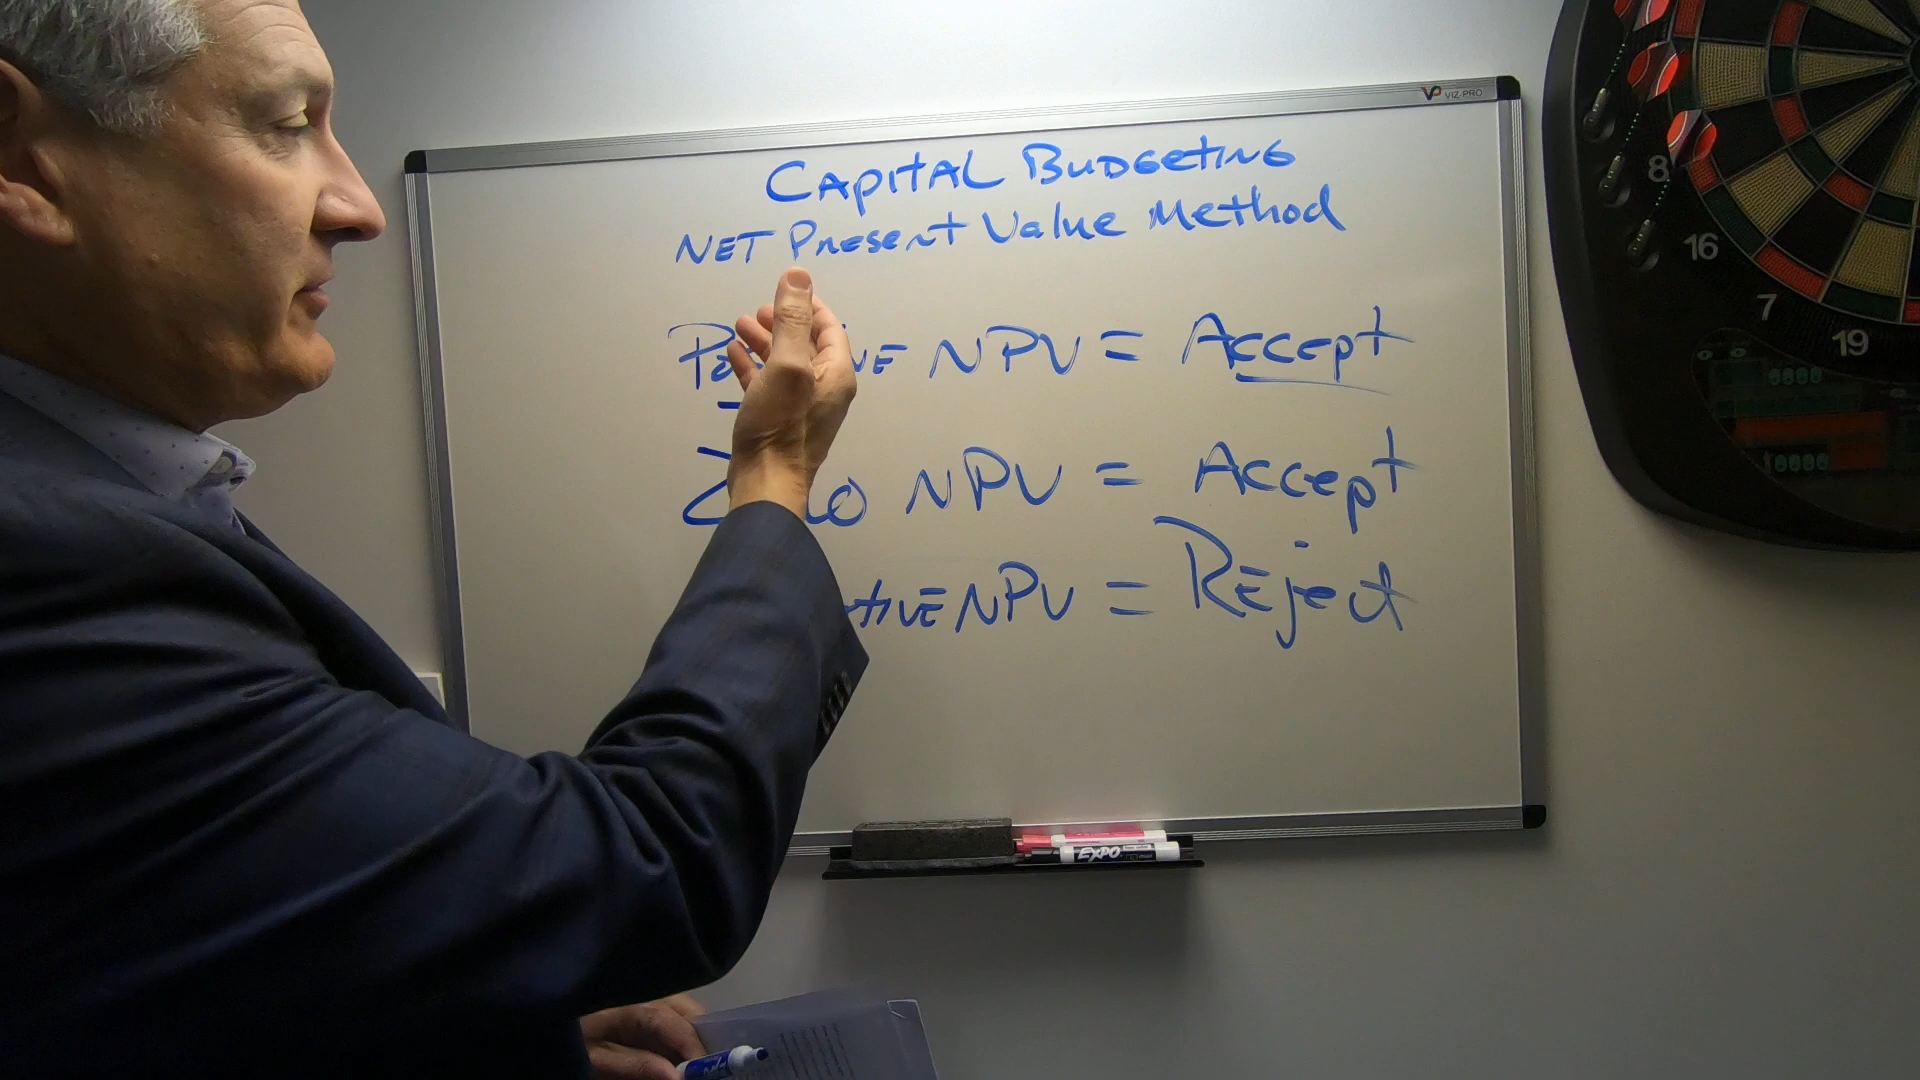 VIZ-PRO
CAPITAL BUDGETING
NET Present Value Method
NPV = Accept
NPV = Accept
NPV = Reject
8
16
7
19
EXPO